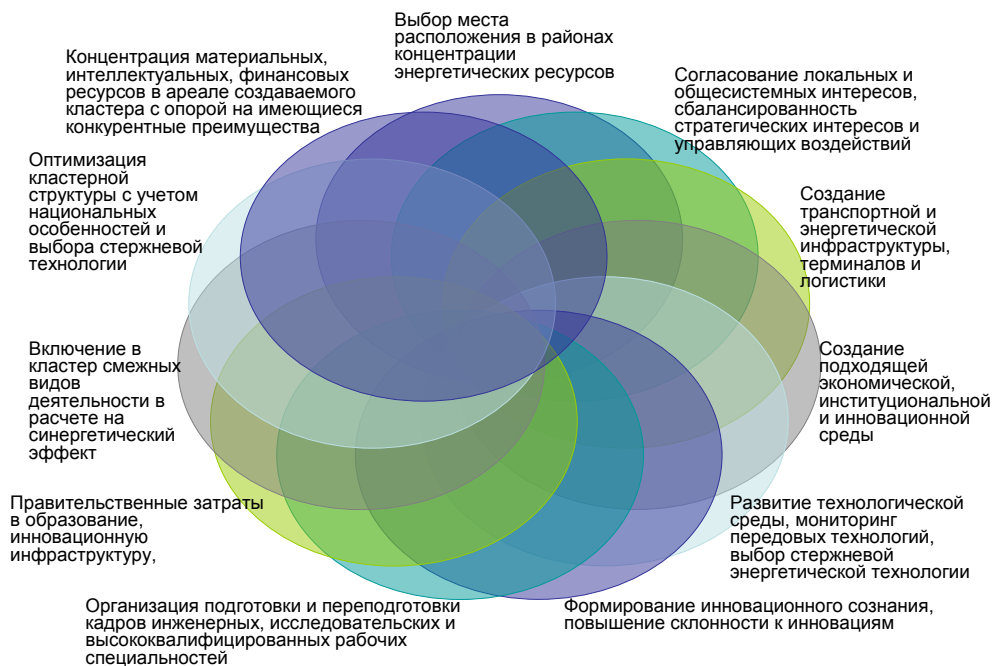 Выбор места
расположения в районах
концентрации
энергетических ресурсов
Согласование локальных и
общесистемных интересов,
сбалансированность
стратегических интересов и
управляющих воздействий
Создание
транспортной и
энергетической
инфраструктуры,
терминалов и
логистики
Создание
подходящей
экономической,
институциональной
и инновационной
среды
Развитие технологической
среды, мониторинг
передовых технологий,
выбор стержневой
энергетической технологии
Формирование инновационного сознания,
повышение склонности к инновациям
Организация подготовки и переподготовки
кадров инженерных, исследовательских и
высококвалифицированных рабочих
специальностей
Правительственные затраты
в образование,
инновационную
инфраструктуру,
Включение в
кластер смежных
видов
деятельности в
расчете на
синергетический
эффект
Оптимизация
кластерной
структуры с учетом
национальных
особенностей и
выбора стержневой
технологии
Концентрация материальных,
интеллектуальных, финансовых
ресурсов в ареале создаваемого
кластера с опорой на имеющиеся
конкурентные преимущества